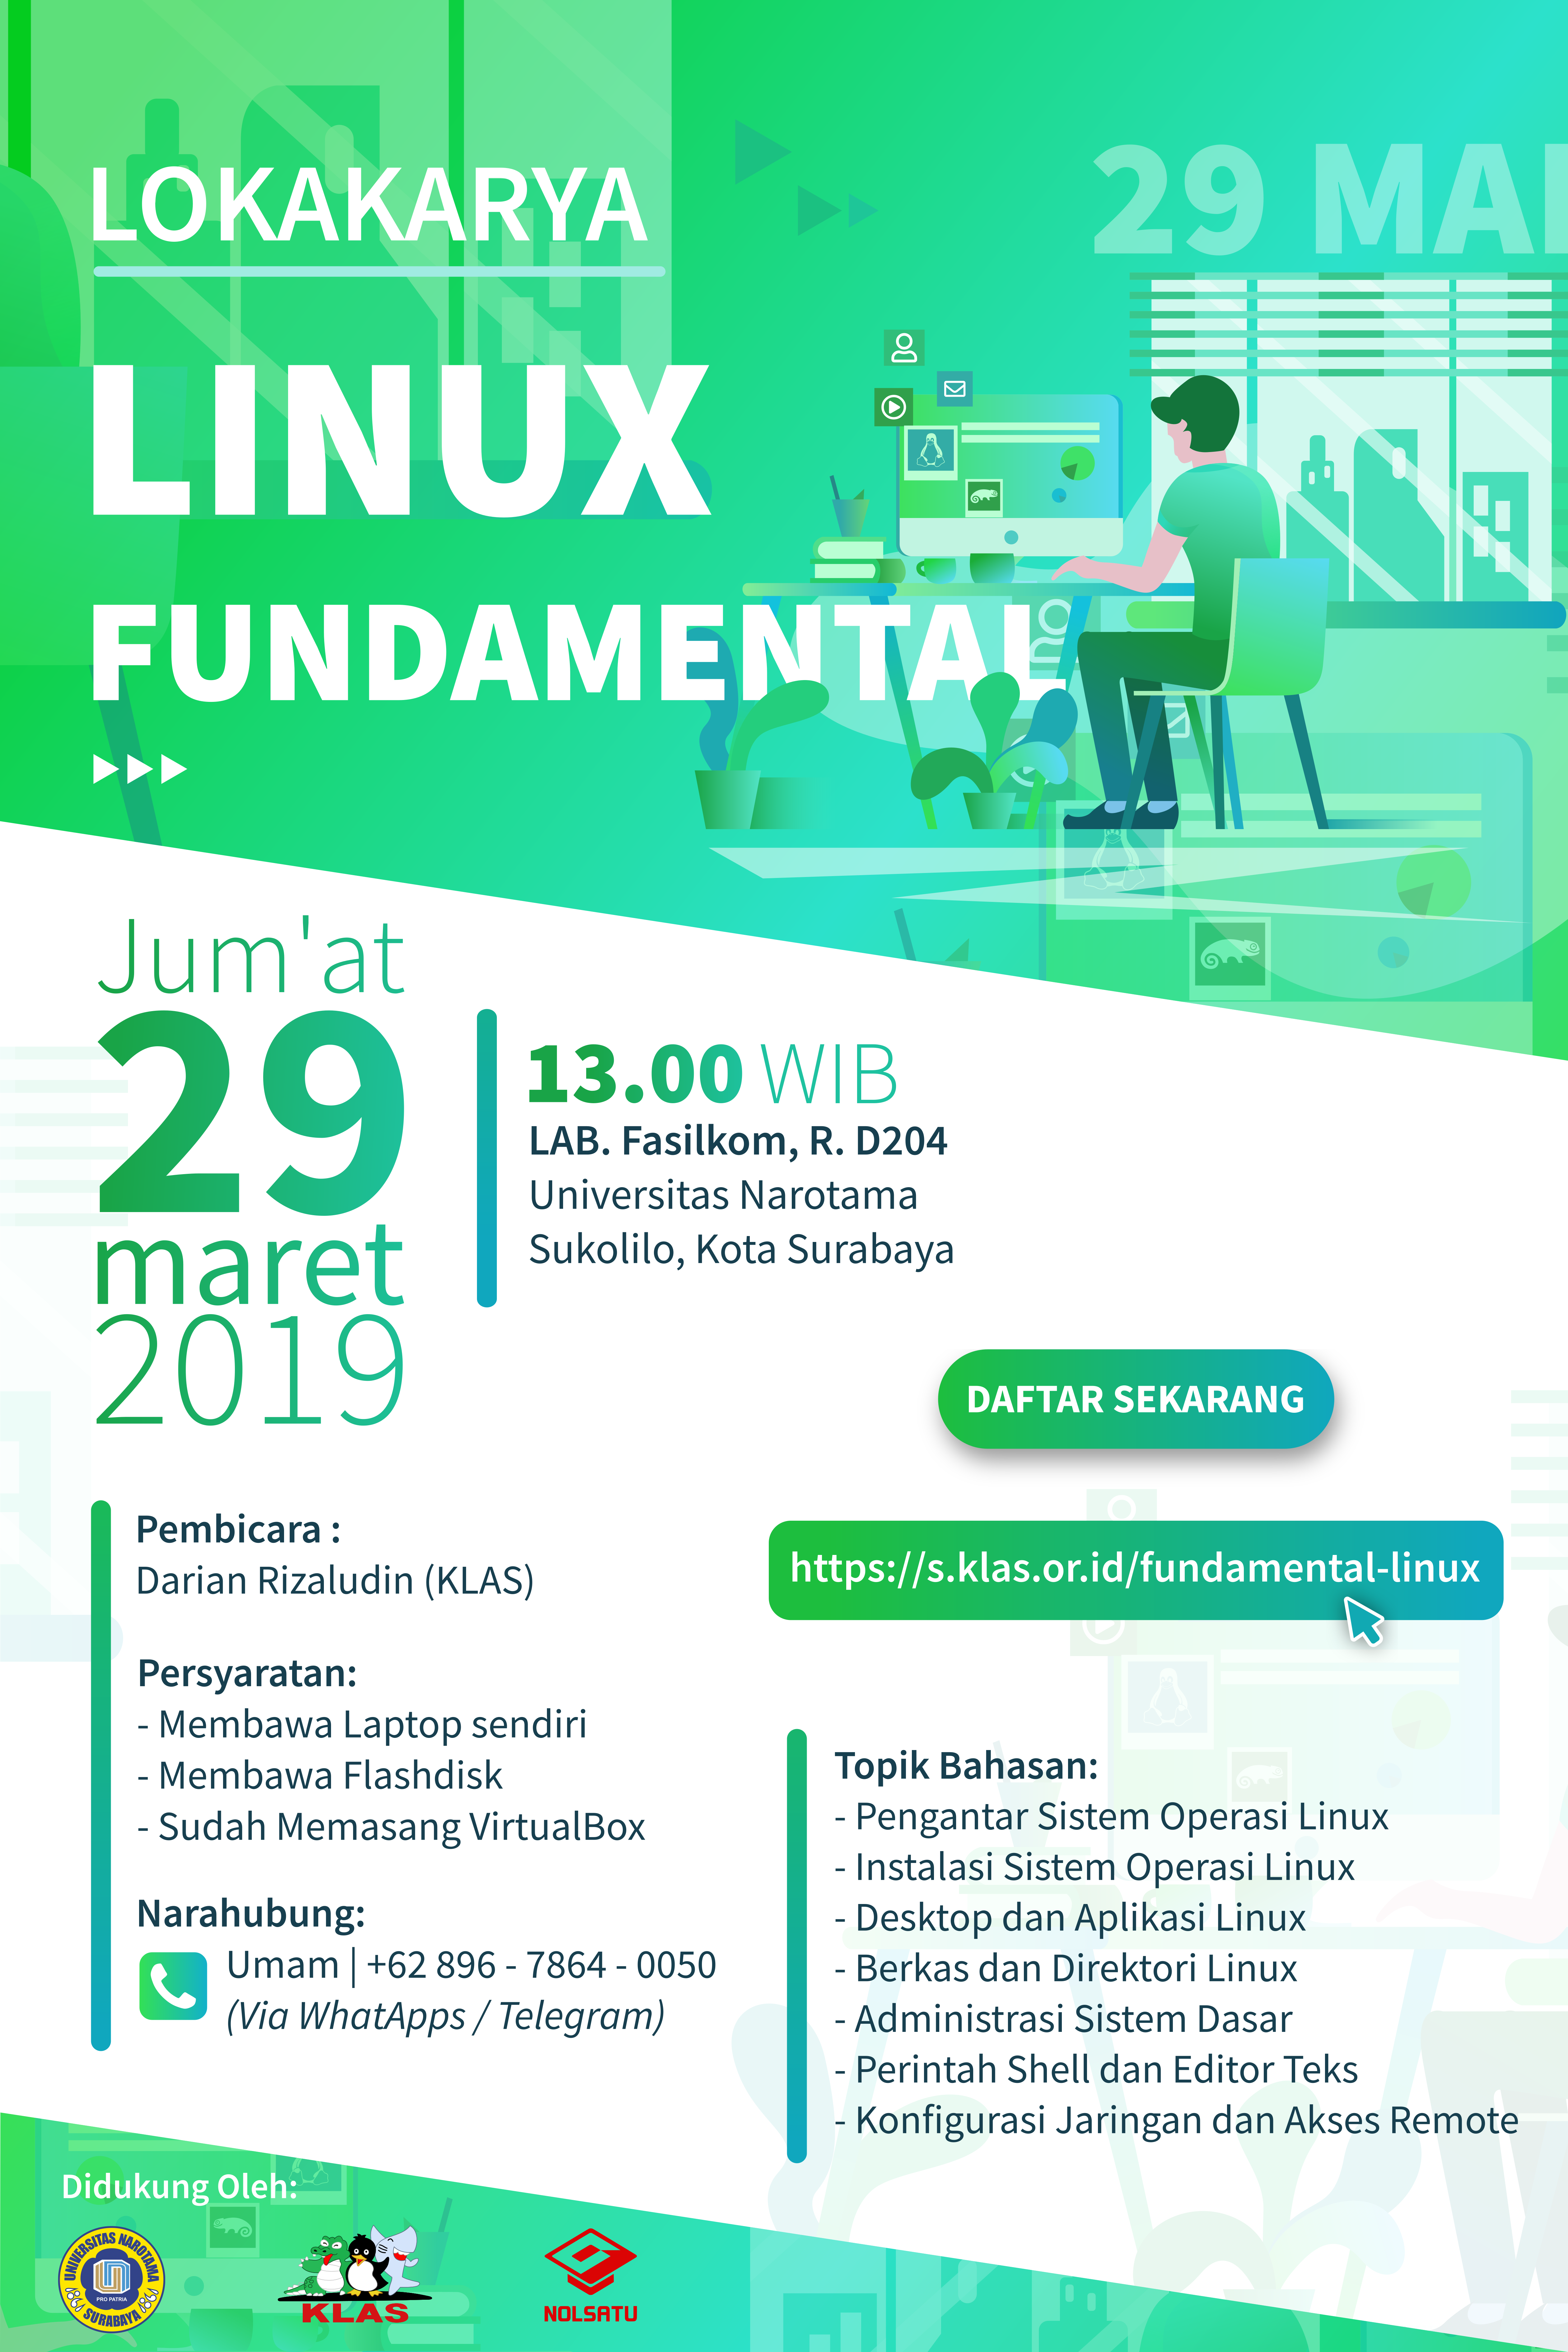 LOKAKARYA
29 MAR
LINUX
FUNDAMENTAL
Jum'at
29
maret
2019
13.00 WIB
LAB. Fasilkom, R. D204
Universitas Narotama
Sukolilo, Kota Surabaya
DAFTAR SEKARANG
https://s.klas.or.id/fundamental-linux
Pembicara :
Darian Rizaludin (KLAS)
Persyaratan:
- Membawa Laptop sendiri
- Membawa Flashdisk
- Sudah Memasang VirtualBox
Narahubung:
Umam | +62 896 - 7864 - 0050
(Via WhatApps / Telegram)
Topik Bahasan:
- Pengantar Sistem Operasi Linux
- Instalasi Sistem Operasi Linux
- Desktop dan Aplikasi Linux
- Berkas dan Direktori Linux
- Administrasi Sistem Dasar
- Perintah Shell dan Editor Teks
- Konfigurasi Jaringan dan Akses Remote
Didukung Oleh:
UNIVERSITAS NAROTAMA
PRO PATRIA
SURABAYA
KLAS
NOLSATU